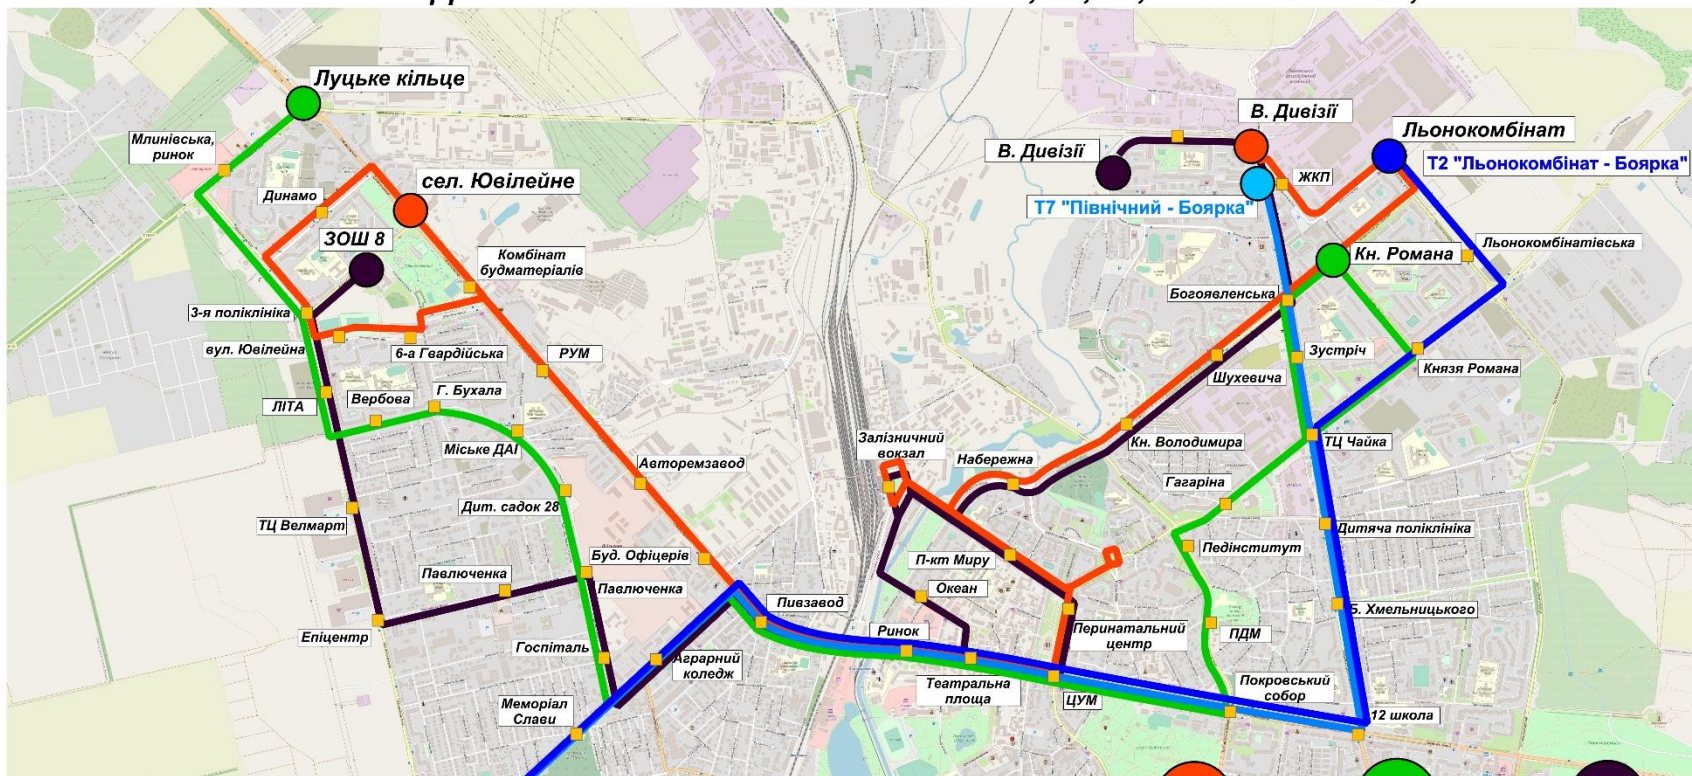 Луцьке кільце
Млинівська,
ринок
Динамо
сел. Ювілейне
ЗОШ 8
Комбінат
будматеріалів
3-я поліклініка
вул. Ювілейна
6-а Гвардійська
РУМ
ЛІТА
Вербова
Г. Бухала
Міське ДАІ
Авторемзавод
Дит. садок 28
ТЦ Велмарт
Буд. Офіцерів
Павлюченка
Павлюченка
Епіцентр
Госпіталь
Аграрний
коледж
Меморіал
Слави
Пивзавод
Ринок
Театральна
площа
ЦУМ
Океан
П-кт Миру
Перинатальний
центр
Залізничний
вокзал
Набережна
Кн. Володимира
Шухевича
Богоявленська
В. Дивізії
В. Дивізії
ЖКП
Т7 "Північний - Боярка"
Льонокомбінат
Т2 "Льонокомбінат - Боярка"
Льонокомбінатівська
Кн. Романа
Зустріч
Князя Романа
ТЦ Чайка
Гагаріна
Педінститут
Дитяча поліклініка
Б. Хмельницького
ПДМ
Покровський
собор
12 школа